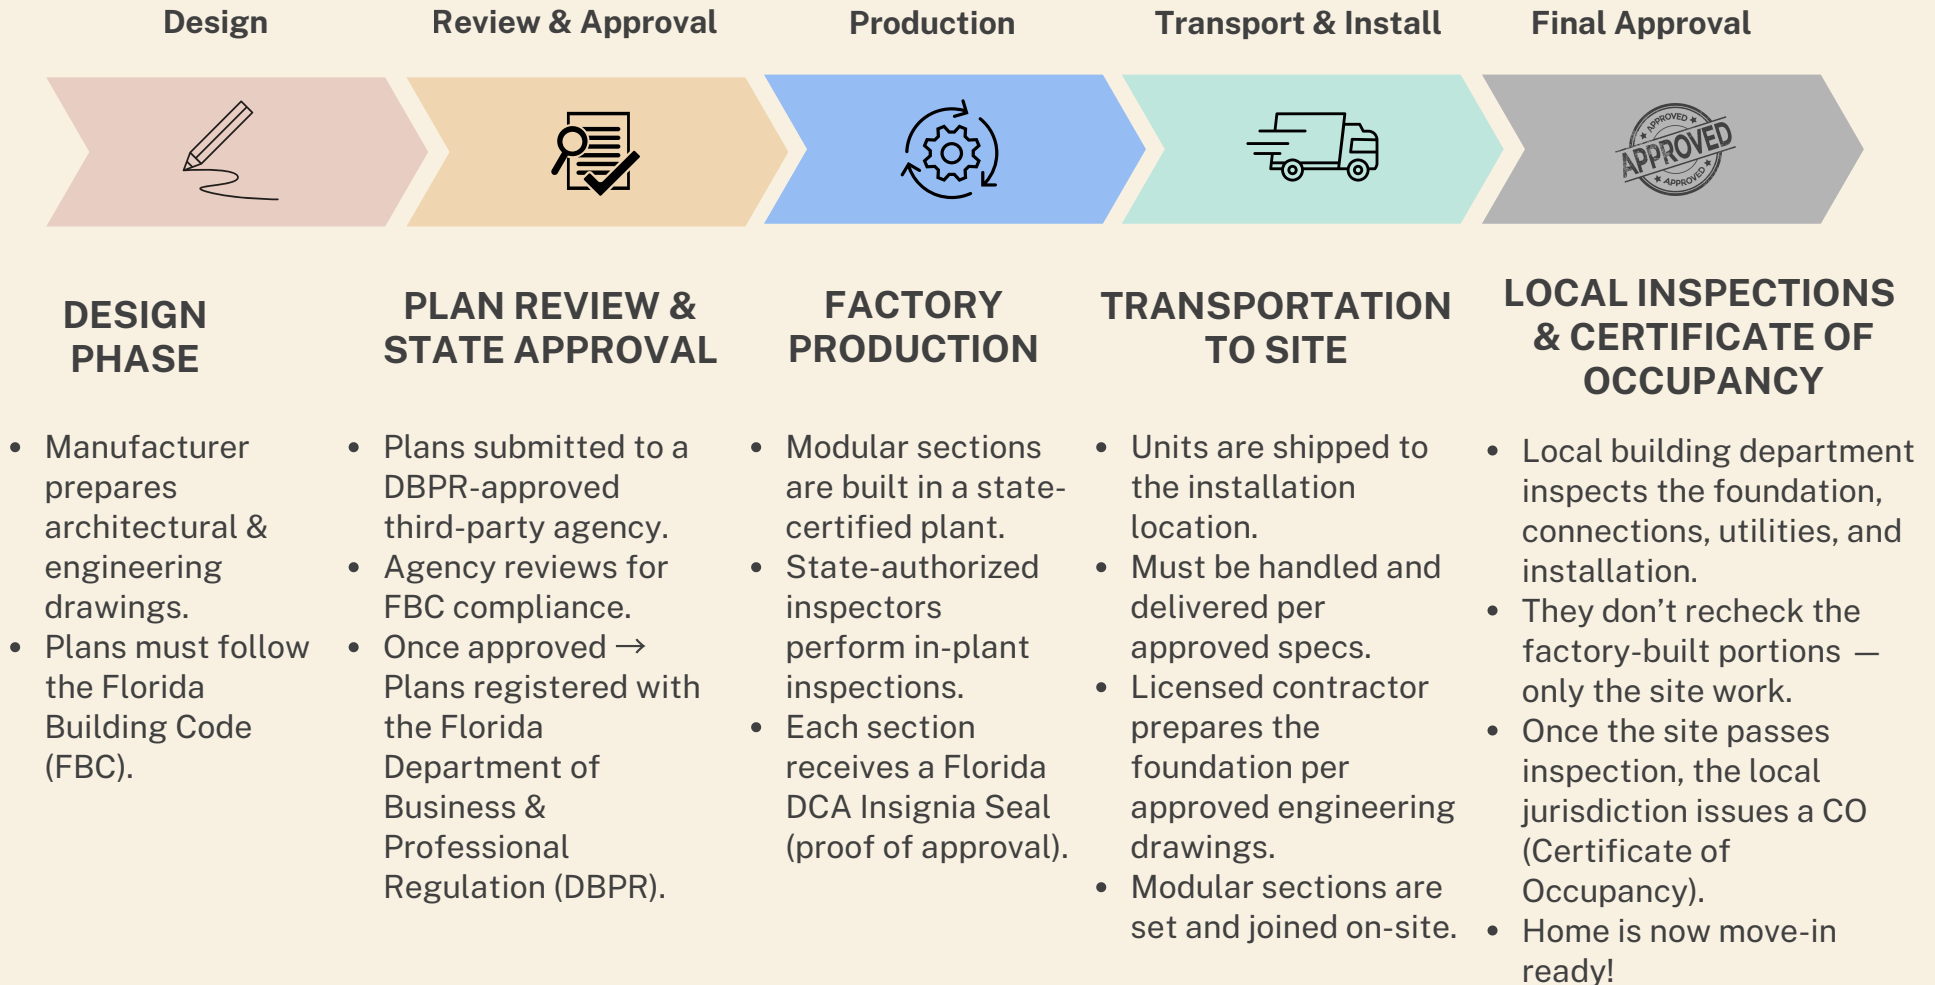 Design
Review & Approval
Production
Transport & Install
Final Approval
APPROVED
APPROVED
APPROVED
DESIGN
PHASE
• Manufacturer
prepares
architectural &
engineering
drawings.
• Plans must follow
the Florida
Building Code
(FBC).
PLAN REVIEW &
STATE APPROVAL
• Plans submitted to a
DBPR-approved
third-party agency.
• Agency reviews for
FBC compliance.
• Once approved →
Plans registered with
the Florida
Department of
Business &
Professional
Regulation (DBPR).
FACTORY
PRODUCTION
• Modular sections
are built in a state-
certified plant.
• State-authorized
inspectors
perform in-plant
inspections.
• Each section
receives a Florida
DCA Insignia Seal
(proof of approval).
TRANSPORTATION
TO SITE
• Units are shipped to
the installation
location.
• Must be handled and
delivered per
approved specs.
• Licensed contractor
prepares the
foundation per
approved engineering
drawings.
• Modular sections are
set and joined on-site.
LOCAL INSPECTIONS
& CERTIFICATE OF
OCCUPANCY
• Local building department
inspects the foundation,
connections, utilities, and
installation.
• They don’t recheck the
factory-built portions —
only the site work.
• Once the site passes
inspection, the local
jurisdiction issues a CO
(Certificate of
Occupancy).
• Home is now move-in
ready!